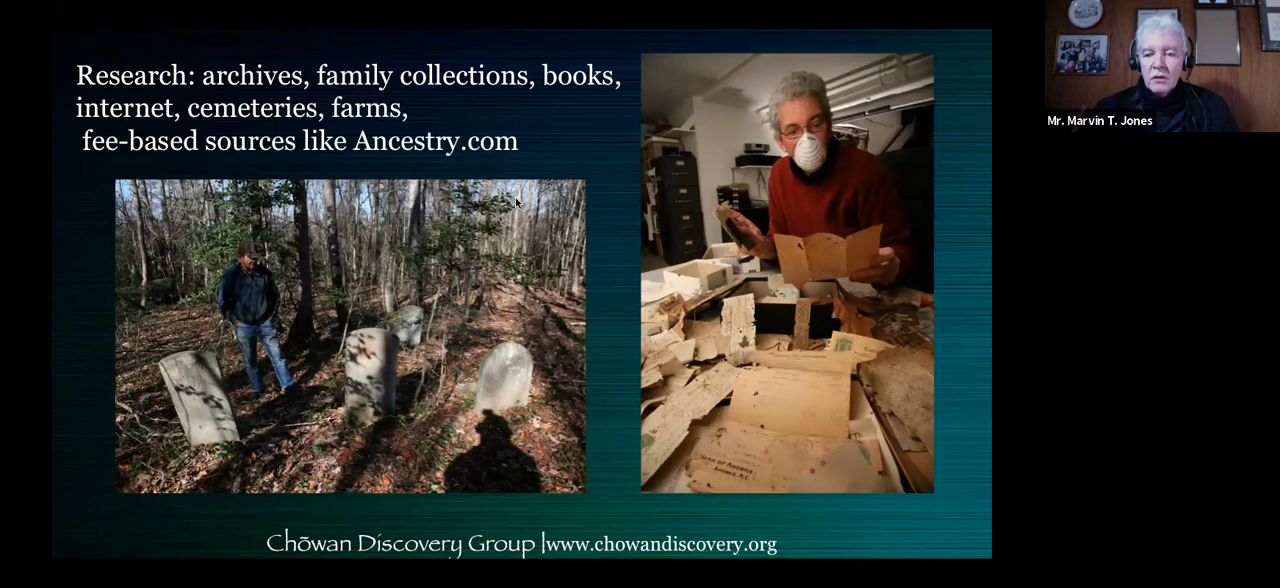 Research: archives, family collections, books,
internet, cemeteries, farms,
fee-based sources like Ancestry.com
Mr. Marvin T. Jones
Chōwan Discovery Group |www.chowandiscovery.org